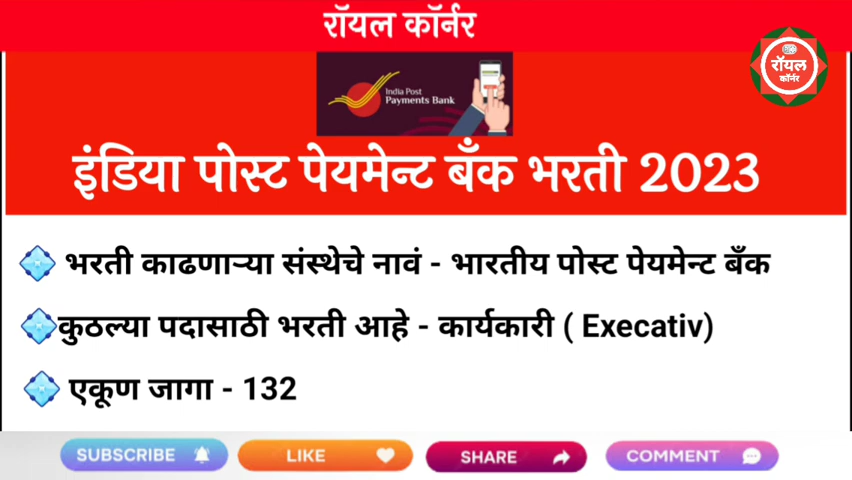 रॉयल कॉर्नर
रॉयल
कॉर्नर
India Post
Payments Bank
इंडिया पोस्ट पेयमेन्ट बँक भरती 2023
भरती काढणाऱ्या संस्थेचे नावं - भारतीय पोस्ट पेयमेन्ट बँक
कुठल्या पदासाठी भरती आहे - कार्यकारी ( Execativ)
एकूण जागा - 132
SUBSCRIBE LIKE SHARE COMMENT